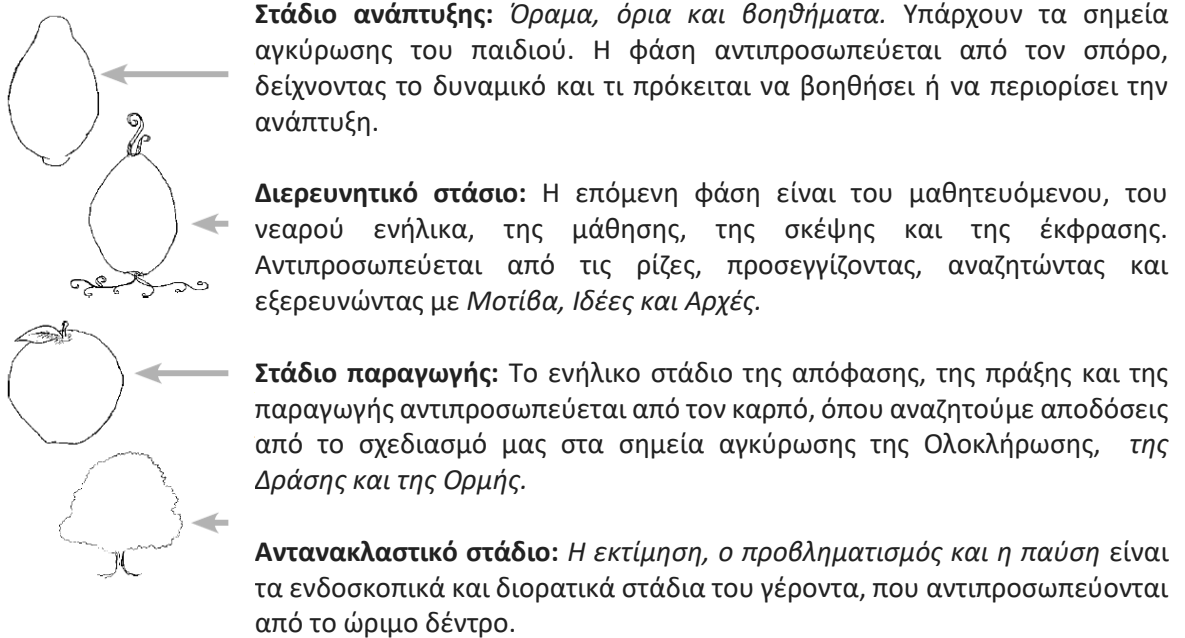 Στάδιο ανάπτυξης: Όραμα, όρια και βοηθήματα. Υπάρχουν τα σημεία
αγκύρωσης του παιδιού. Η φάση αντιπροσωπεύεται από τον σπόρο,
δείχνοντας το δυναμικό και τι πρόκειται να βοηθήσει ή να περιορίσει την
ανάπτυξη.
Διερευνητικό στάσιο: Η επόμενη φάση είναι του μαθητευόμενου, του
νεαρού ενήλικα, της μάθησης, της σκέψης και της έκφρασης.
Αντιπροσωπεύεται από τις ρίζες, προσεγγίζοντας, αναζητώντας και
εξερευνώντας με Μοτίβα, Ιδέες και Αρχές.
Στάδιο παραγωγής: Το ενήλικο στάδιο της απόφασης, της πράξης και της
παραγωγής αντιπροσωπεύεται από τον καρπό, όπου αναζητούμε αποδόσεις
από το σχεδιασμό μας στα σημεία αγκύρωσης της Ολοκλήρωσης, της
Δράσης και της Ορμής.
Αντανακλαστικό στάδιο: Η εκτίμηση, ο προβληματισμός και η παύση είναι
τα ενδοσκοπικά και διορατικά στάδια του γέροντα, που αντιπροσωπεύονται
από το ώριμο δέντρο.